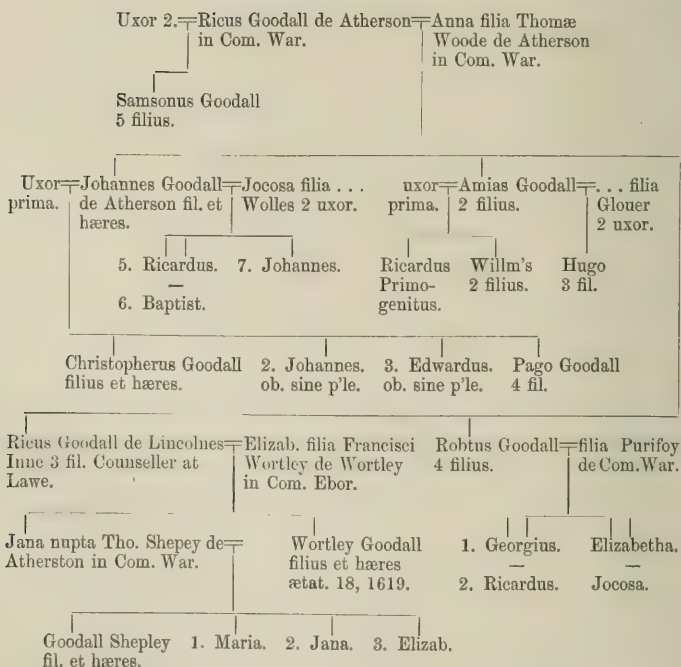 Uxor 2.=Ricus Goodall de Atherson=Anna filia Thomæ
in Com. War. Woode de Atherson
in Com. War.
Samsonus Goodall
5 filius.
Uxor=Johannes Goodall=Jocosa filia . . . uxor=Amias Goodall=. . . filia
prima. de Atherson fil. et Wolles 2 uxor. prima. 2 filius. Glouer
hæres. 2 uxor.
5. Ricardus. 7. Johannes. Ricardus Willm's Hugo
— Primo- 2 filius. 3 fil.
6. Baptist. genitus.
Christopherus Goodall 2. Johannes. 3. Edwardus. Pago Goodall
filius et hæres. ob. sine p'le. ob. sine p'le. 4 fil.
Ricus Goodall de Lincolnes=Elizab. filia Francisci Robtus Goodall=filia Purifoy
Inne 3 fil. Counseller at Wortley de Wortley 4 filius. de Com. War.
Lawe. in Com. Ebor.
Jana nupta Tho. Shepey de= Wortley Goodall 1. Georgius. Elizabetha.
Atherston in Com. War. filius et hæres — —
ætat. 18, 1619. 2. Ricardus. Jocosa.
Goodall Shepley 1. Maria. 2. Jana. 3. Elizab.
fil. et hæres.